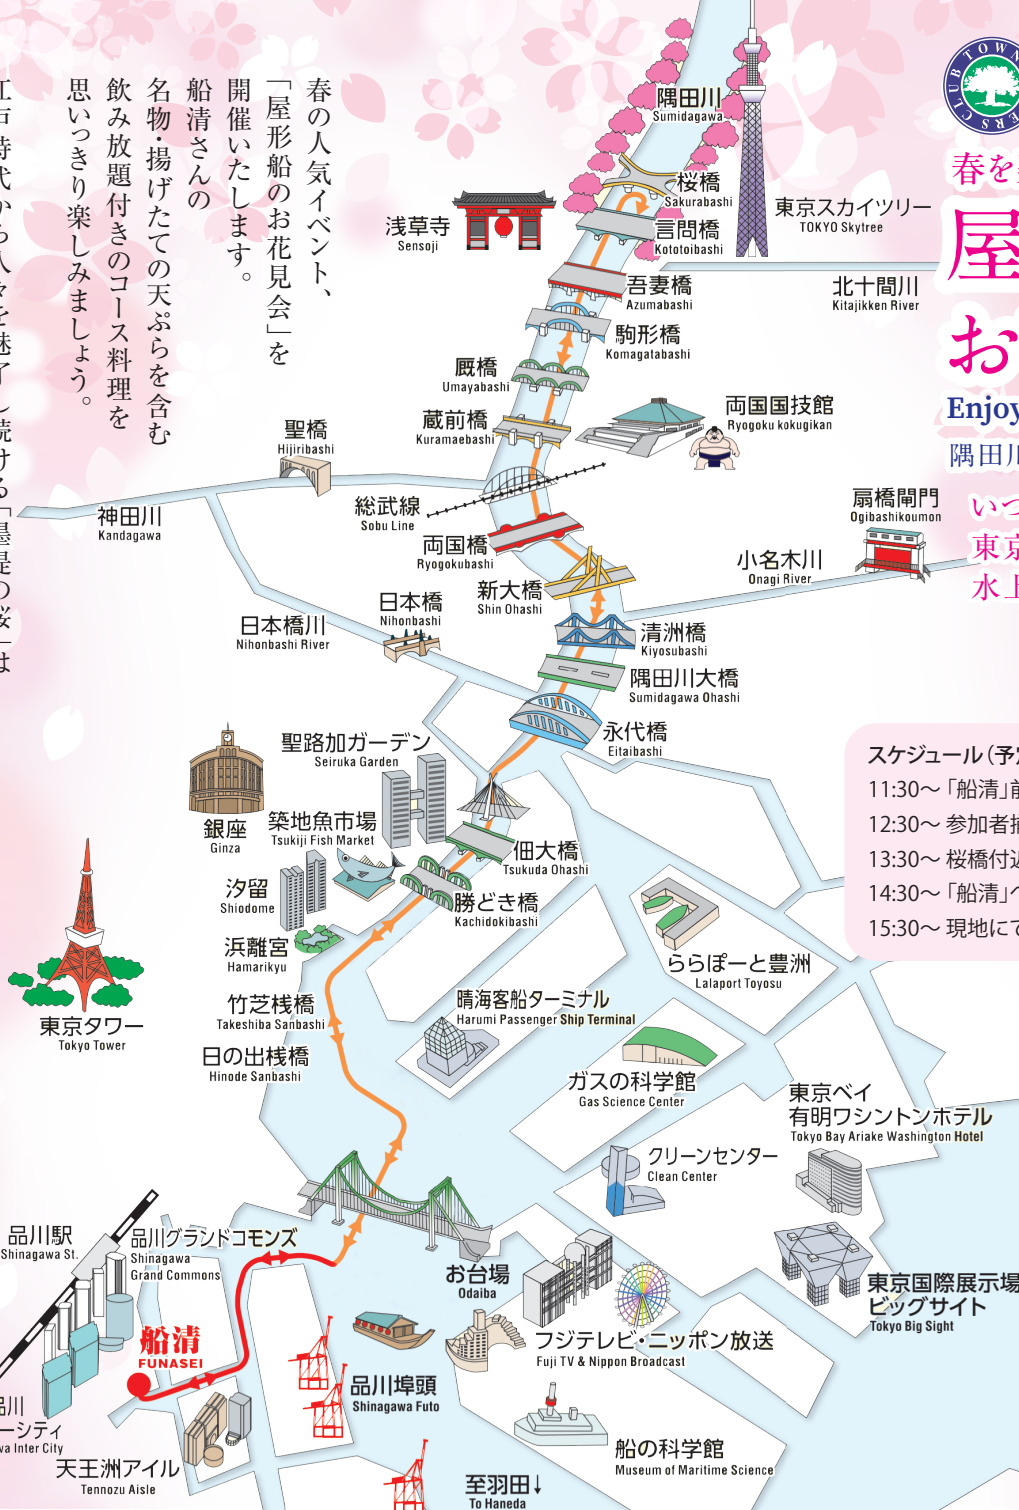 春の人気イベント、
「屋形船のお花見会」を
開催いたします。
船清さんの
名物・揚げたての天ぷらを含む
飲み放題付きのコース料理を
思いっきり楽しみましょう。
江戸時代から人々を魅了し続ける「墨堤の桜」は
CLUB TOWN
ERS
春を
屋
お
Enjoy
隅田川
いつ
東京
水上
隅田川
Sumidagawa
桜橋
Sakurabashi
浅草寺
Sensoji
言問橋
Kototoibashi
東京スカイツリー
TOKYO Skytree
吾妻橋
Azumabashi
北十間川
Kitajikken River
駒形橋
Komagatabashi
厩橋
Umayabashi
蔵前橋
Kuramaebashi
両国国技館
Ryogoku kokugikan
聖橋
Hijiribashi
神田川
Kandagawa
総武線
Sobu Line
扇橋閘門
Ogibashikoumon
両国橋
Ryogokubashi
小名木川
Onagi River
新大橋
Shin Ohashi
日本橋
Nihonbashi
日本橋川
Nihonbashi River
清洲橋
Kiyosubashi
隅田川大橋
Sumidagawa Ohashi
永代橋
Eitaibashi
聖路加ガーデン
Seiruka Garden
銀座
Ginza
築地魚市場
Tsukiji Fish Market
佃大橋
Tsukuda Ohashi
汐留
Shiodome
勝どき橋
Kachidokibashi
浜離宮
Hamarikyu
ららぽーと豊洲
Lalaport Toyosu
竹芝桟橋
Takeshiba Sanbashi
晴海客船ターミナル
Harumi Passenger Ship Terminal
東京タワー
Tokyo Tower
日の出桟橋
Hinode Sanbashi
ガスの科学館
Gas Science Center
東京ベイ
有明ワシントンホテル
Tokyo Bay Ariake Washington Hotel
クリーンセンター
Clean Center
品川駅
Shinagawa St.
品川グランドコモンズ
Shinagawa
Grand Commons
お台場
Odaiba
東京国際展示場
ビッグサイト
Tokyo Big Sight
船清
FUNASEI
フジテレビ・ニッポン放送
Fuji TV & Nippon Broadcast
品川埠頭
Shinagawa Futo
品川
ーシティ
wa Inter City
天王洲アイル
Tennozu Aisle
船の科学館
Museum of Maritime Science
至羽田↓
To Haneda
スケジュール(予定
11:30〜「船清」前
12:30〜 参加者揃
13:30〜 桜橋付近
14:30〜「船清」へ
15:30〜 現地にて